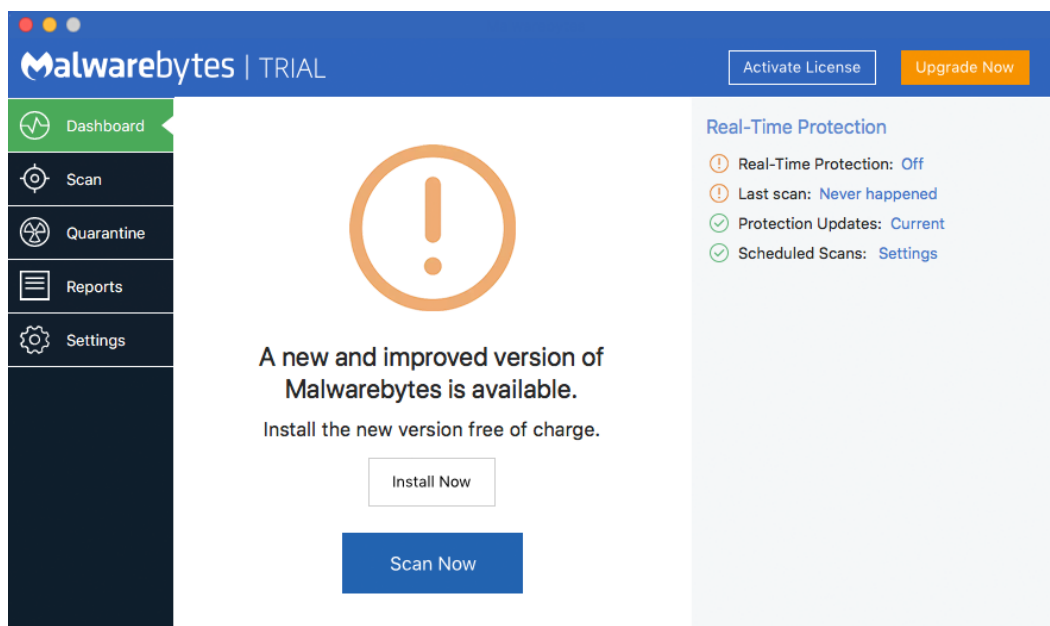 Malwarebytes | TRIAL
Activate License
Upgrade Now
Dashboard
Scan
Quarantine
Reports
Settings
A new and improved version of
Malwarebytes is available.
Install the new version free of charge.
Install Now
Scan Now
Real-Time Protection
Real-Time Protection: Off
Last scan: Never happened
Protection Updates: Current
Scheduled Scans: Settings